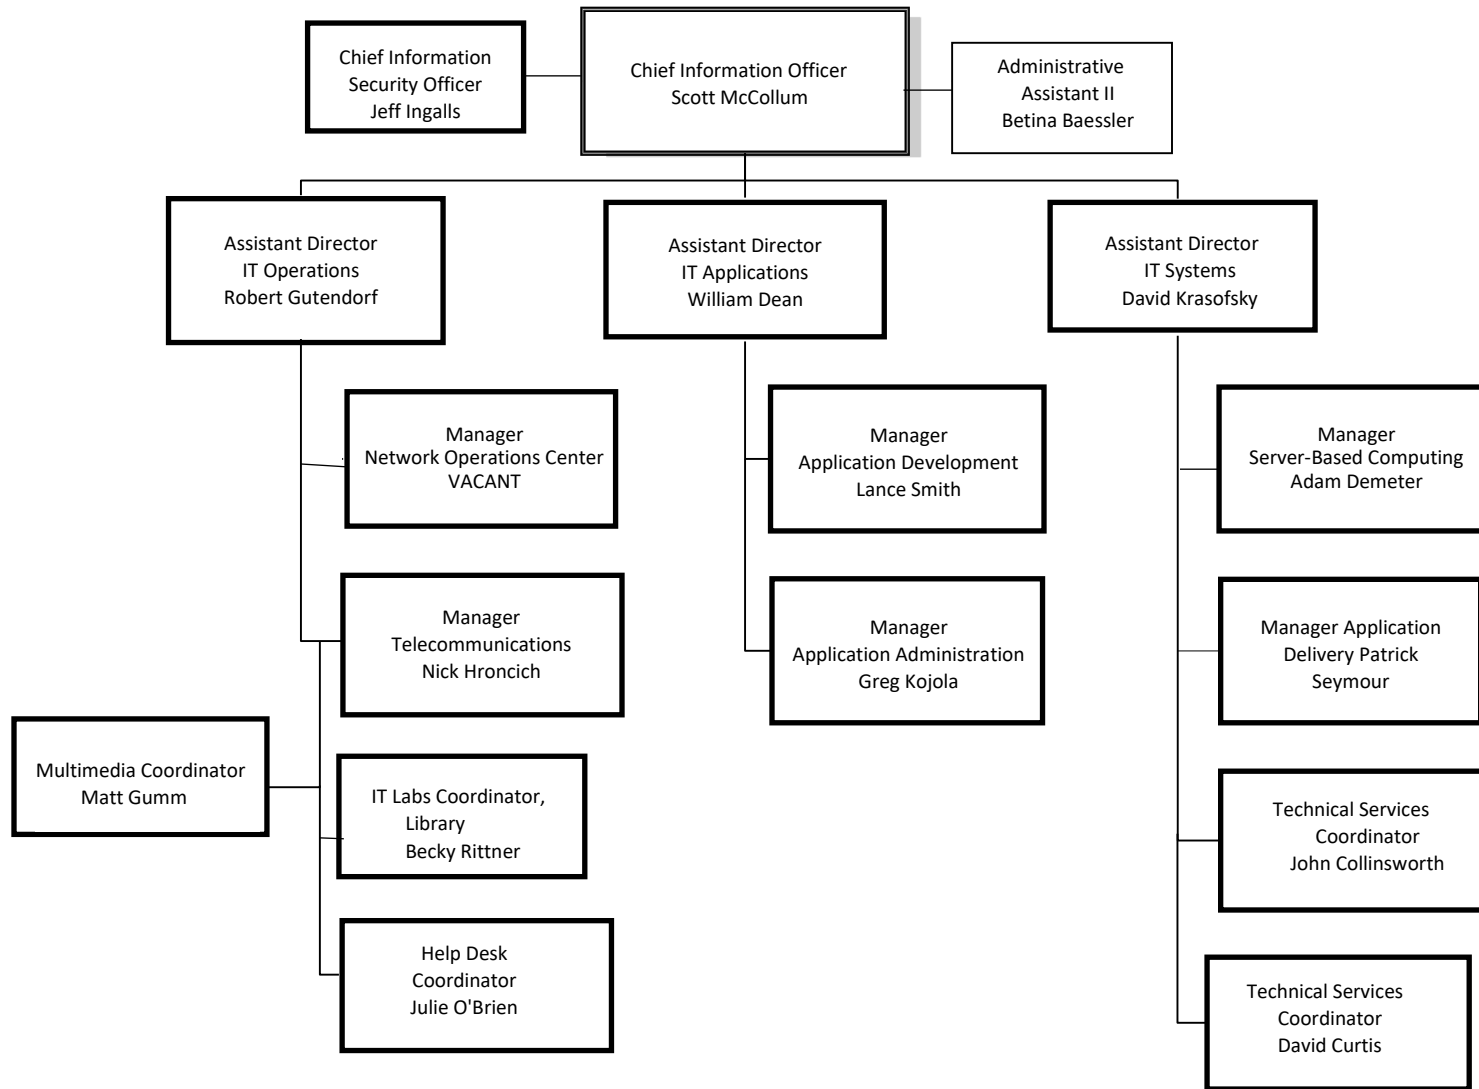 Chief Information
Security Officer
Jeff Ingalls
Chief Information Officer
Scott McCollum
Administrative
Assistant II
Betina Baessler
Assistant Director
IT Operations
Robert Gutendorf
Assistant Director
IT Applications
William Dean
Assistant Director
IT Systems
David Krasofsky
Manager
Network Operations Center
VACANT
Manager
Application Development
Lance Smith
Manager
Server-Based Computing
Adam Demeter
Manager
Telecommunications
Nick Hroncich
Manager
Application Administration
Greg Kojola
Manager Application
Delivery Patrick
Seymour
Multimedia Coordinator
Matt Gumm
IT Labs Coordinator,
Library
Becky Rittner
Technical Services
Coordinator
John Collinsworth
Help Desk
Coordinator
Julie O'Brien
Technical Services
Coordinator
David Curtis